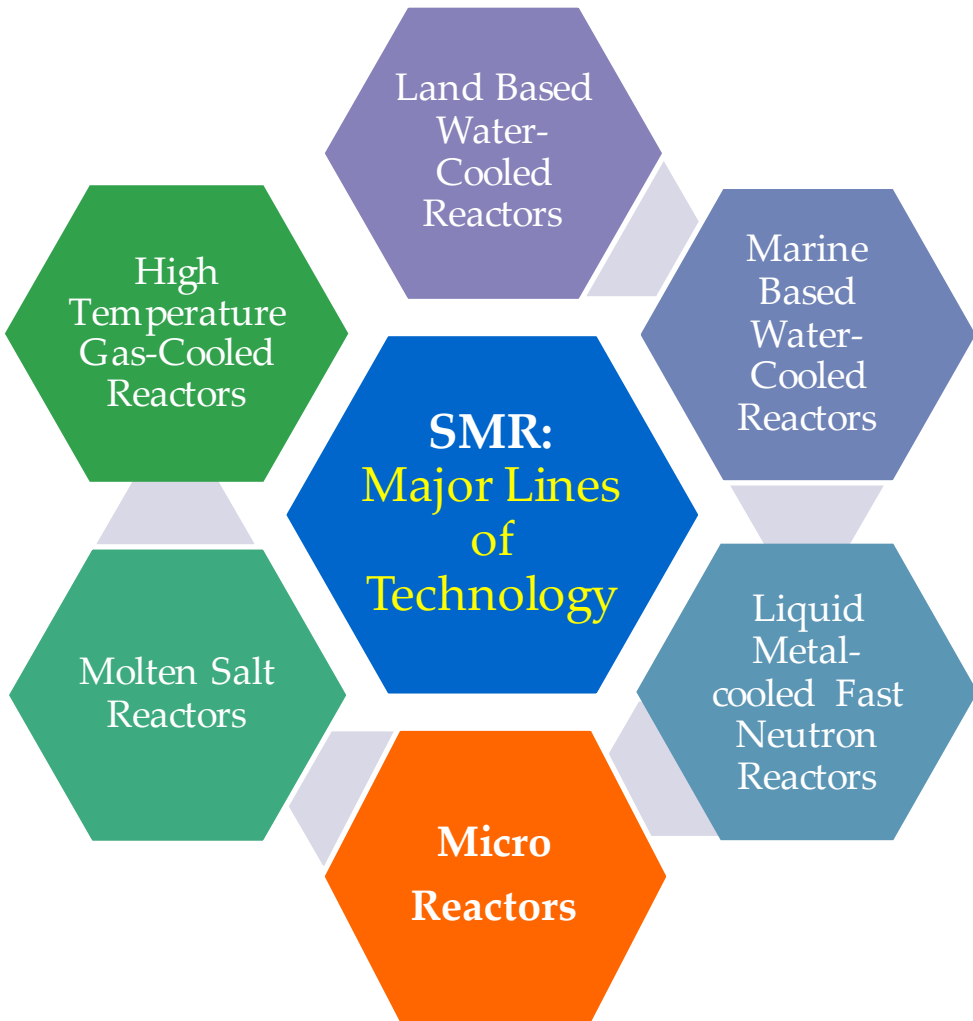 Land Based
Water-
Cooled
Reactors
Marine
Based
Water-
Cooled
Reactors
Liquid
Metal-
cooled Fast
Neutron
Reactors
Micro
Reactors
Molten Salt
Reactors
High
Temperature
Gas-Cooled
Reactors
SMR:
Major Lines
of
Technology